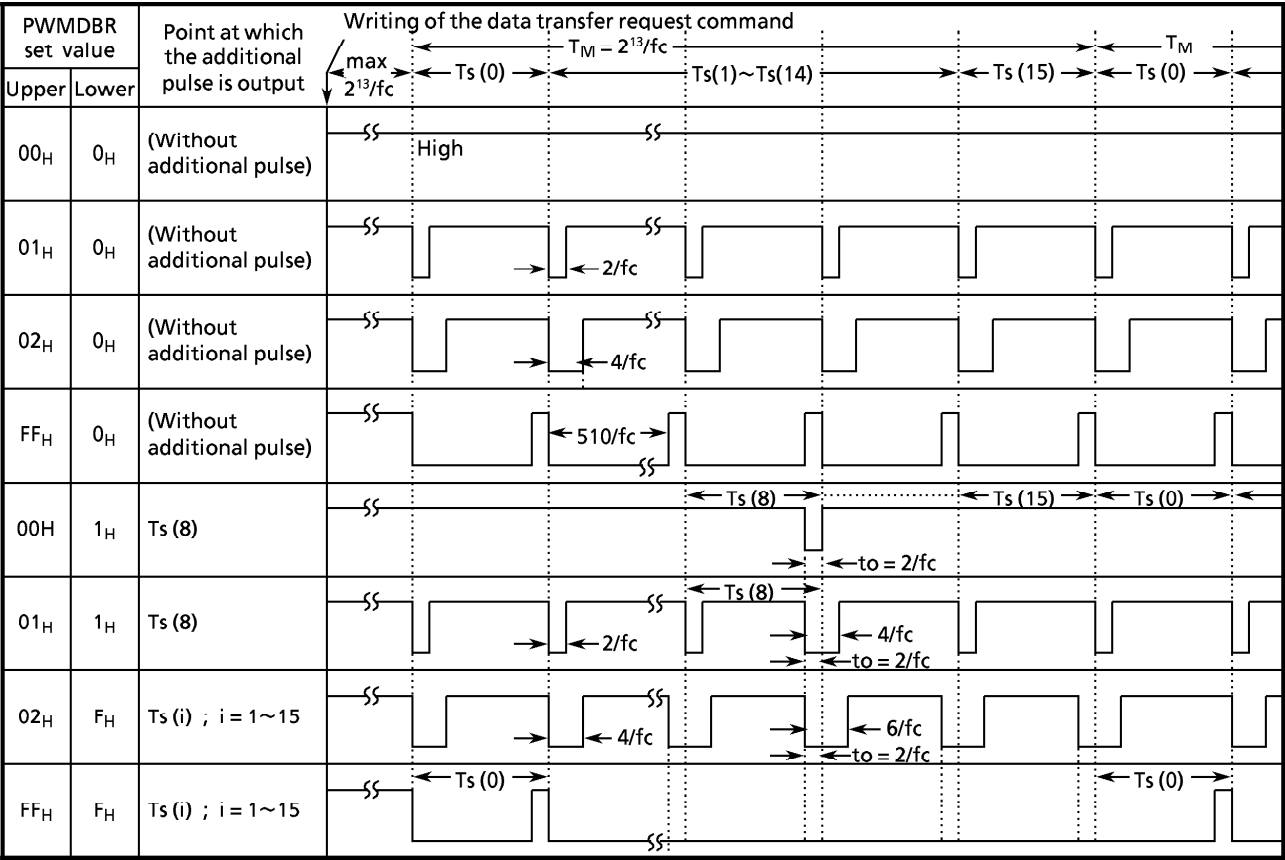 Writing of the data transfer request command
PWMDBR set value
Point at which the additional pulse is output
Upper Lower
max 2¹³/fc
T_M – 2¹³/fc
T_M
Ts (0)
Ts(1)~Ts(14)
Ts (15)
Ts (0)
00_H 0_H (Without additional pulse)
High
01_H 0_H (Without additional pulse)
2/fc
02_H 0_H (Without additional pulse)
4/fc
FF_H 0_H (Without additional pulse)
510/fc
00H 1_H Ts (8)
Ts (8)
Ts (15)
Ts (0)
to = 2/fc
01_H 1_H Ts (8)
Ts (8)
2/fc
4/fc
to = 2/fc
02_H F_H Ts (i) ; i = 1~15
4/fc
6/fc
to = 2/fc
FF_H F_H Ts (i) ; i = 1~15
Ts (0)
Ts (0)